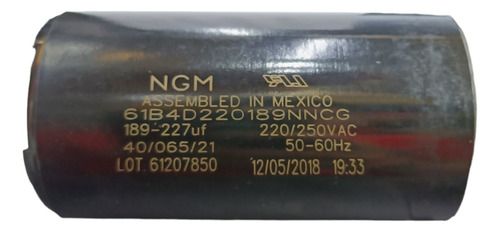 NGM
ASSEMBLED IN MEXICO
61B4D220189NNCG
189-227uf 220/250VAC
40/065/21 50-60Hz
LOT. 61207850 12/05/2018 19:33